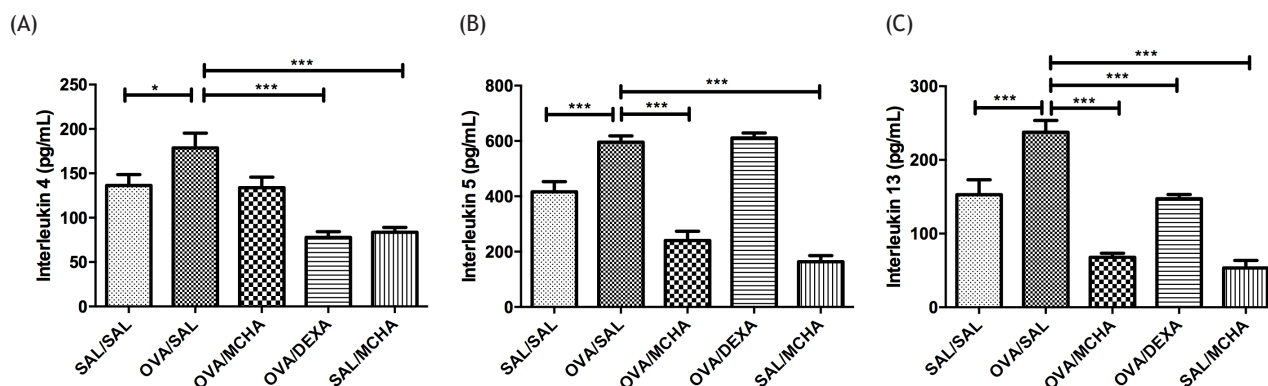 (A)
Interleukin 4 (pg/mL)
250
200
150
100
50
0
*
***
***
SAL/SAL
OVA/SAL
OVA/MCHA
OVA/DEXA
SAL/MCHA
(B)
Interleukin 5 (pg/mL)
800
600
400
200
0
***
***
***
SAL/SAL
OVA/SAL
OVA/MCHA
OVA/DEXA
SAL/MCHA
(C)
Interleukin 13 (pg/mL)
300
200
100
0
***
***
***
***
SAL/SAL
OVA/SAL
OVA/MCHA
OVA/DEXA
SAL/MCHA